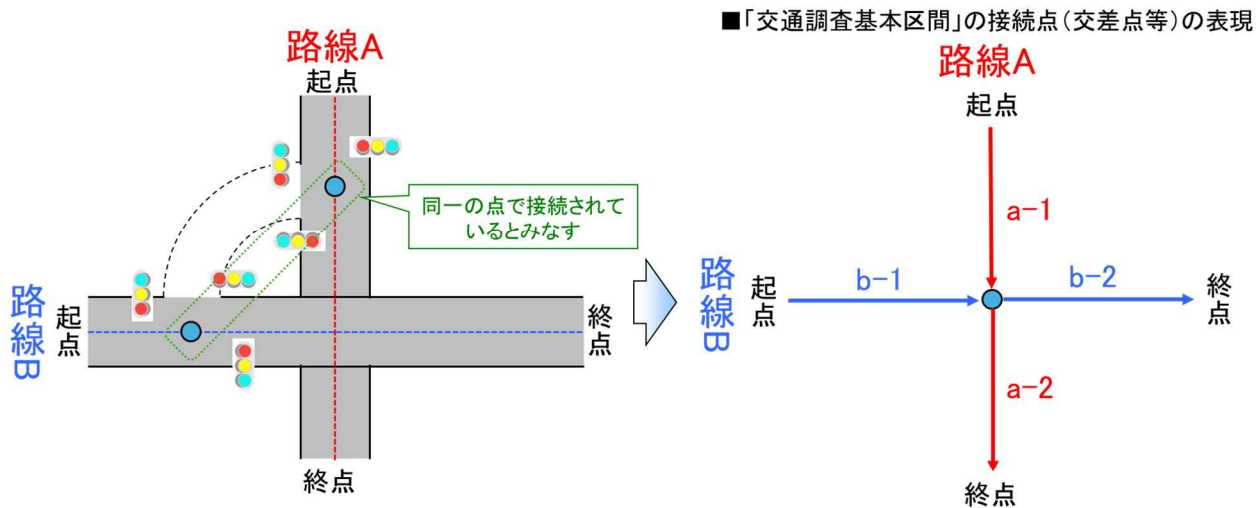 ■「交通調査基本区間」の接続点(交差点等)の表現
路線A
起点
同一の点で接続されて
いるとみなす
路線B
起点
終点
終点
路線A
起点
a-1
路線B
起点
b-1
b-2
終点
a-2
終点